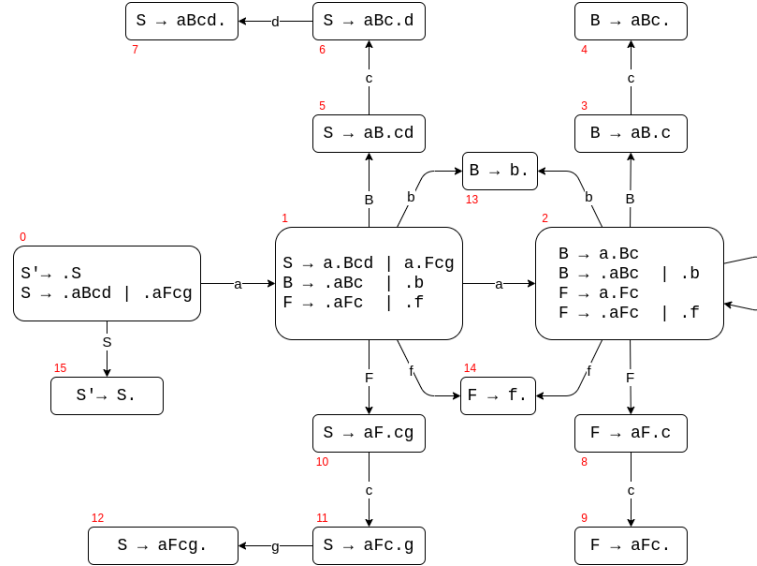 S → aBcd.
d
S → aBc.d
B → aBc.
7
6
4
c
c
5
3
S → aB.cd
B → aB.c
B → b.
13
B
b
b
B
0
1
2
S'→ .S
S → .aBcd | .aFcg
a
S → a.Bcd | a.Fcg
B → .aBc | .b
F → .aFc | .f
a
B → a.Bc
B → .aBc | .b
F → a.Fc
F → .aFc | .f
S
15
S'→ S.
F
f
14
F → f.
f
F
S → aF.cg
F → aF.c
10
8
c
c
12
11
9
S → aFcg.
g
S → aFc.g
F → aFc.